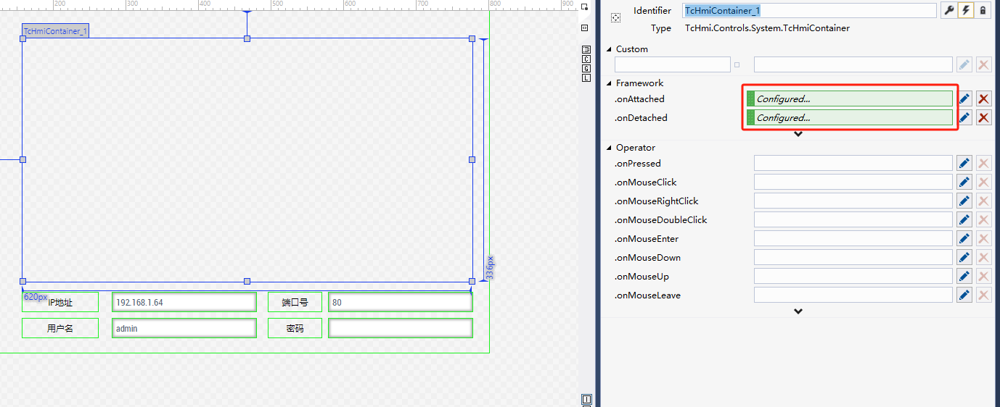 200 300 400 500 600 700 800 900
TcHmiContainer_1
336px
620px
IP地址 192.168.1.64 端口号 80
用户名 admin 密码
C
G
L
Identifier TcHmiContainer_1
Type TcHmi.Controls.System.TcHmiContainer
Custom
Framework
.onAttached Configured...
.onDetached Configured...
Operator
.onPressed
.onMouseClick
.onMouseRightClick
.onMouseDoubleClick
.onMouseEnter
.onMouseDown
.onMouseUp
.onMouseLeave